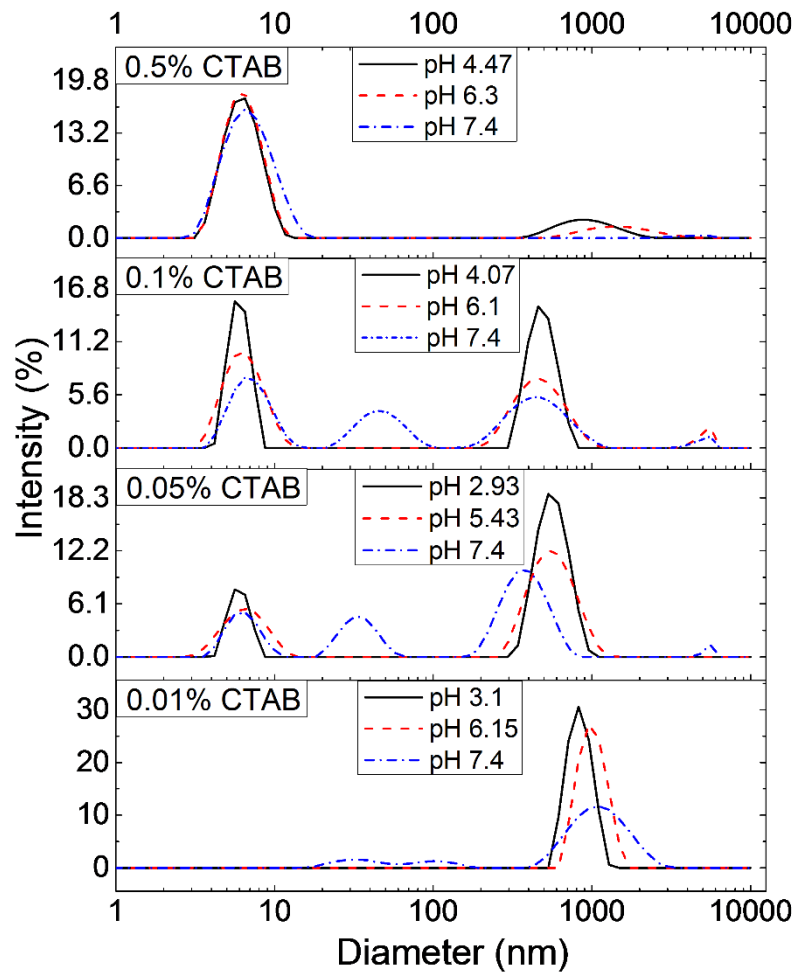 1 10 100 1000 10000
0.5% CTAB
pH 4.47
pH 6.3
pH 7.4
19.8
13.2
6.6
0.0
0.1% CTAB
pH 4.07
pH 6.1
pH 7.4
16.8
11.2
5.6
0.0
Intensity (%)
0.05% CTAB
pH 2.93
pH 5.43
pH 7.4
18.3
12.2
6.1
0.0
0.01% CTAB
pH 3.1
pH 6.15
pH 7.4
30
20
10
0
1 10 100 1000 10000
Diameter (nm)